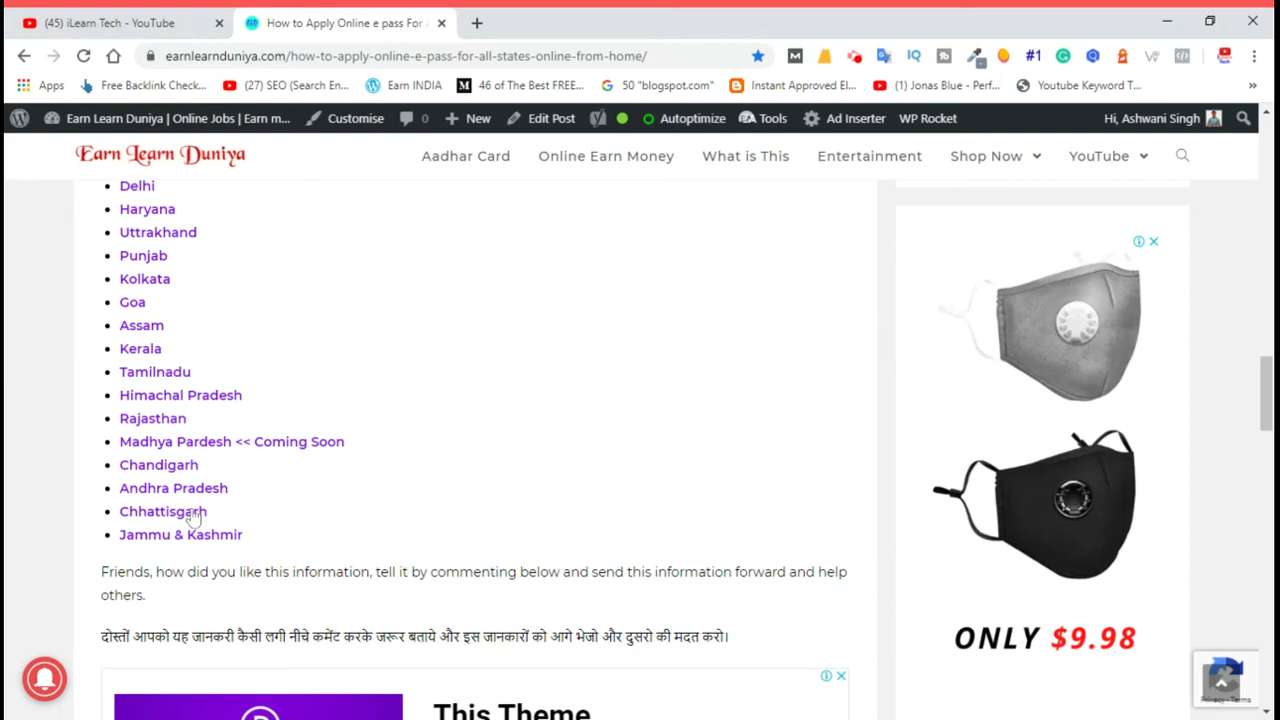 (45) iLearn Tech - YouTube
How to Apply Online e pass For
earnlearnduniya.com/how-to-apply-online-e-pass-for-all-states-online-from-home/
#1
Apps
Free Backlink Check...
(27) SEO (Search En...
Earn INDIA
46 of The Best FREE...
50 "blogspot.com"
Instant Approved El...
(1) Jonas Blue - Perf...
Youtube Keyword T...
Earn Learn Duniya | Online Jobs | Earn m...
Customise
0
New
Edit Post
Autoptimize
Tools
Ad Inserter
WP Rocket
Hi, Ashwani Singh
Earn Learn Duniya
Aadhar Card
Online Earn Money
What is This
Entertainment
Shop Now
YouTube
Delhi
Haryana
Uttrakhand
Punjab
Kolkata
Goa
Assam
Kerala
Tamilnadu
Himachal Pradesh
Rajasthan
Madhya Pardesh << Coming Soon
Chandigarh
Andhra Pradesh
Chhattisgarh
Jammu & Kashmir
Friends, how did you like this information, tell it by commenting below and send this information forward and help
others.
दोस्तों आपको यह जानकरी कैसी लगी नीचे कमेंट करके जरूर बताये और इस जानकारों को आगे भेजो और दुसरो की मदत करो।
ONLY $9.98
This Theme
Privacy - Terms